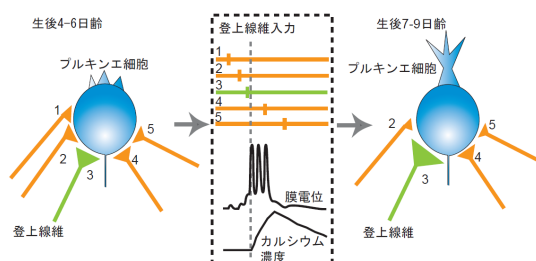 生後4-6日齢
プルキンエ細胞
1
2
3
4
5
登上線維
登上線維入力
1
2
3
4
5
膜電位
カルシウム
濃度
生後7-9日齢
プルキンエ細胞
2
3
4
5
登上線維